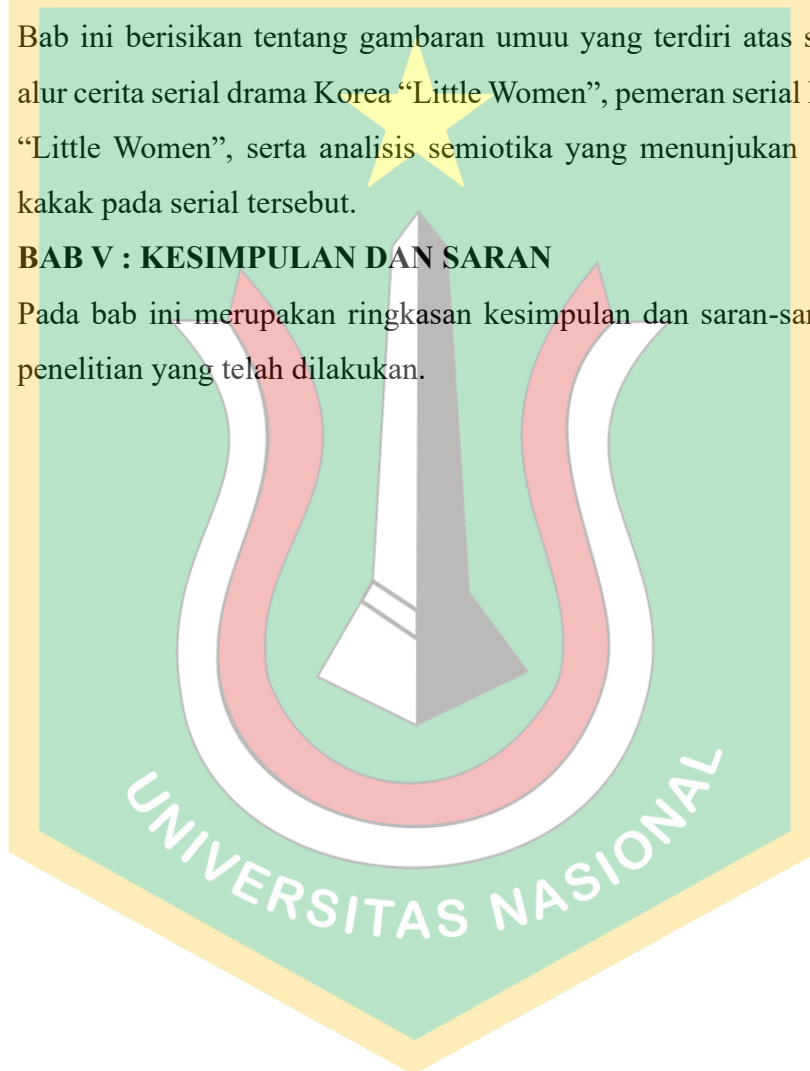 Bab ini berisikan tentang gambaran umuu yang terdiri atas
alur cerita serial drama Korea “Little Women”, pemeran serial
“Little Women”, serta analisis semiotika yang menunjukan
kakak pada serial tersebut.
BAB V : KESIMPULAN DAN SARAN
Pada bab ini merupakan ringkasan kesimpulan dan
penelitian yang telah dilakukan.
UNIVERSITAS NASIONAL